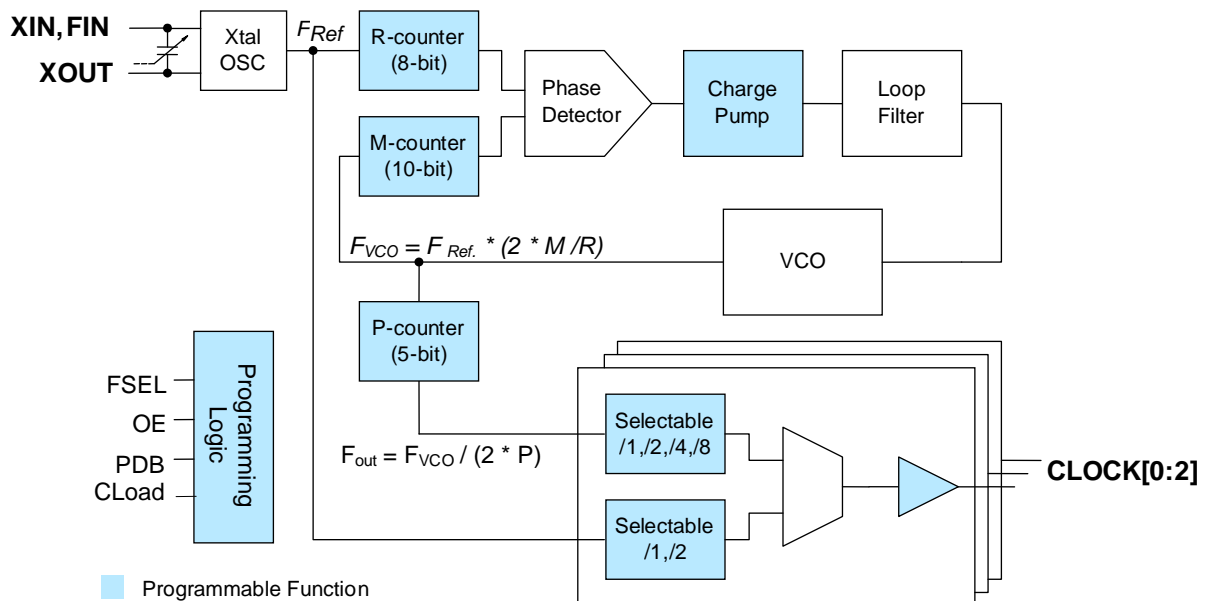 XIN, FIN
XOUT
Xtal
OSC
FRef
R-counter
(8-bit)
M-counter
(10-bit)
Phase
Detector
Charge
Pump
Loop
Filter
FVCO = F Ref. * (2 * M /R)
VCO
P-counter
(5-bit)
Fout = FVCO / (2 * P)
FSEL
OE
PDB
CLoad
Programming
Logic
Selectable
/1,/2,/4,/8
Selectable
/1,/2
CLOCK[0:2]
Programmable Function